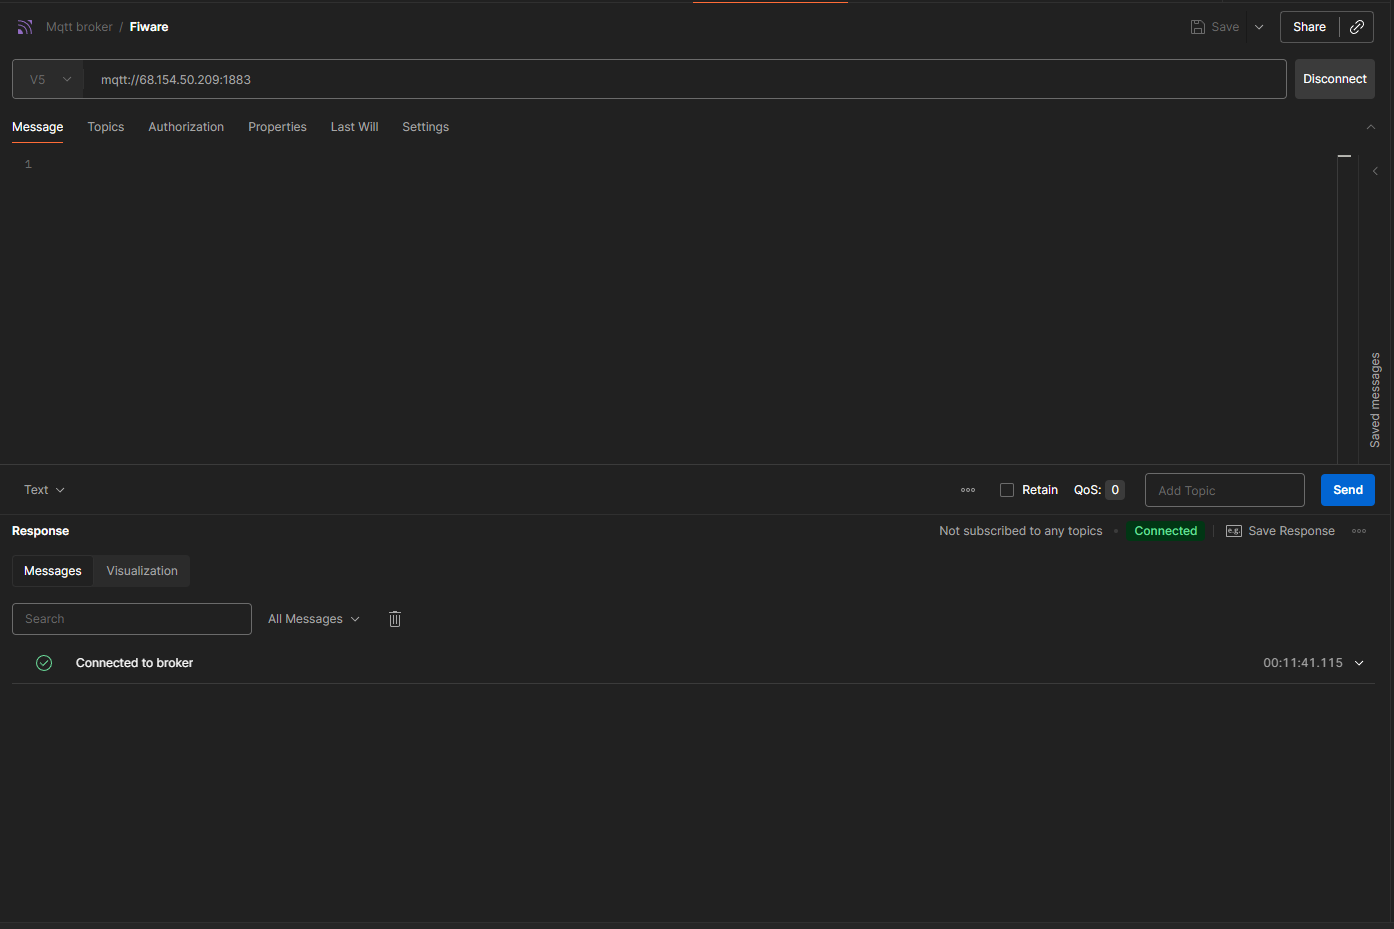 Mqtt broker / Fiware
Save
Share
V5
mqtt://68.154.50.209:1883
Disconnect
Message Topics Authorization Properties Last Will Settings
1
Saved messages
Text
Retain QoS: 0 Add Topic Send
Response
Not subscribed to any topics • Connected e.g. Save Response
Messages Visualization
Search All Messages
Connected to broker 00:11:41.115